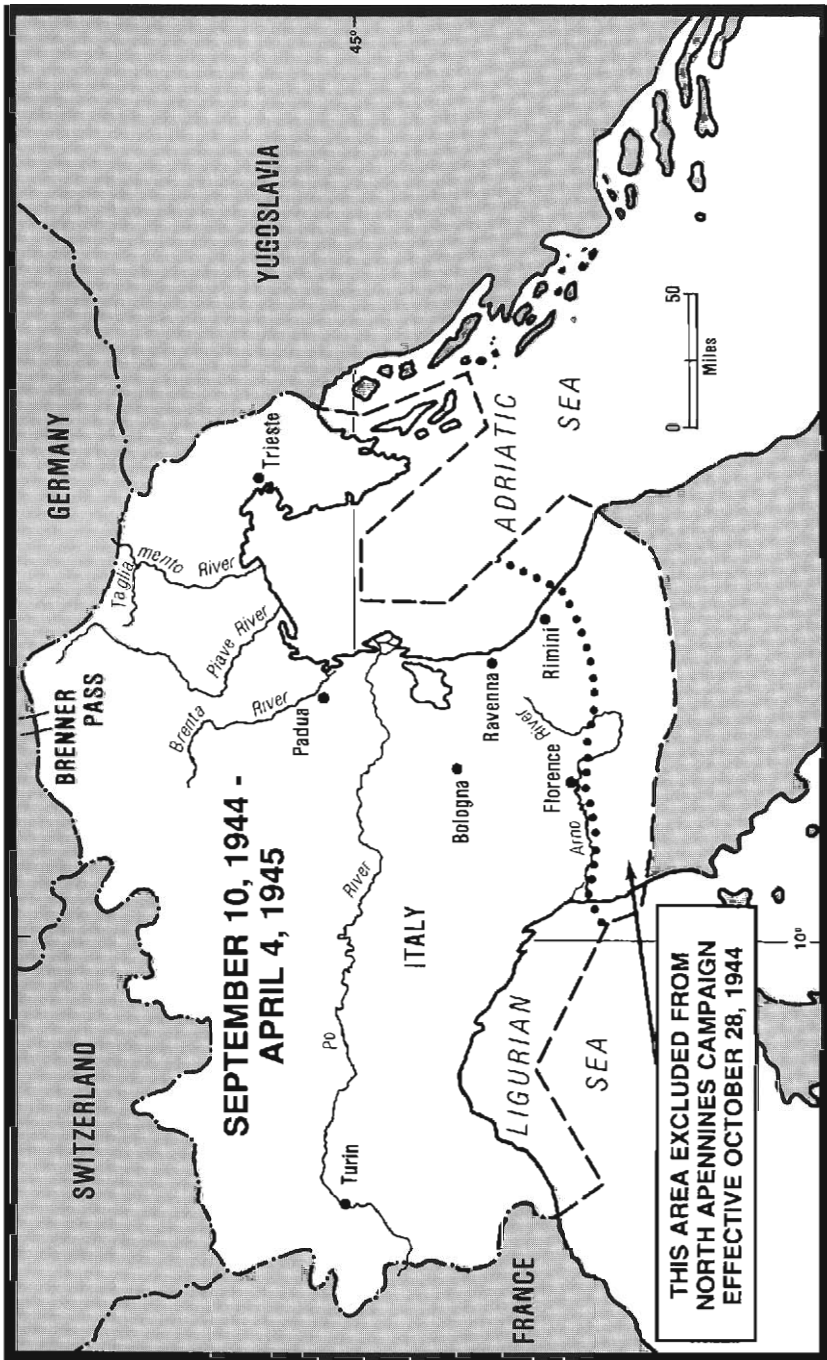 SWITZERLAND
GERMANY
YUGOSLAVIA
FRANCE
BRENNER
PASS
SEPTEMBER 10, 1944 -
APRIL 4, 1945
Taglia
mento
River
Piave River
Brenta
River
Trieste
Padua
45°
Turin
Po
River
ITALY
Bologna
Ravenna
Rimini
Florence
Arno
River
LIGURIAN
SEA
ADRIATIC
SEA
10°
0
50
Miles
THIS AREA EXCLUDED FROM
NORTH APENNINES CAMPAIGN
EFFECTIVE OCTOBER 28, 1944